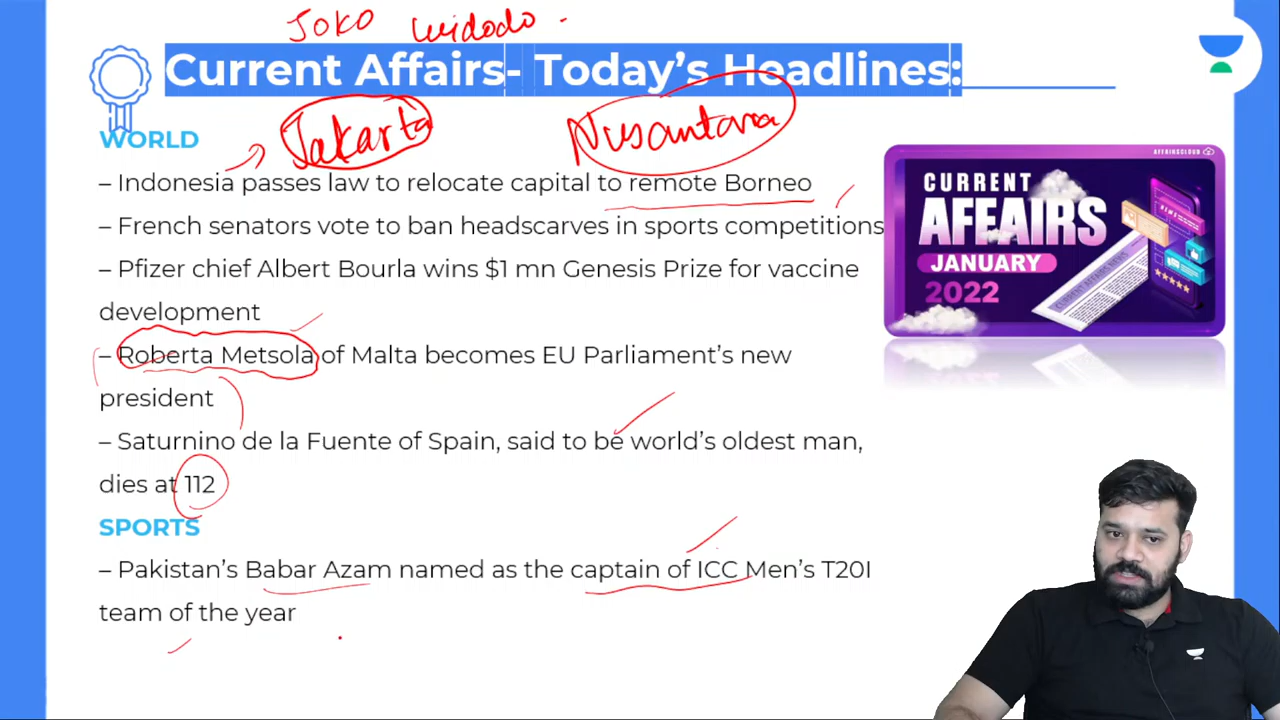 Joko Widodo
Current Affairs- Today's Headlines:
Jakarta Nusantara
WORLD
– Indonesia passes law to relocate capital to remote Borneo
– French senators vote to ban headscarves in sports competitions
– Pfizer chief Albert Bourla wins $1 mn Genesis Prize for vaccine
development
– Roberta Metsola of Malta becomes EU Parliament's new
president
– Saturnino de la Fuente of Spain, said to be world's oldest man,
dies at 112
SPORTS
– Pakistan's Babar Azam named as the captain of ICC Men's T20I
team of the year
AFFAIRSCLOUD
CURRENT
AFEAIRS
JANUARY
2022